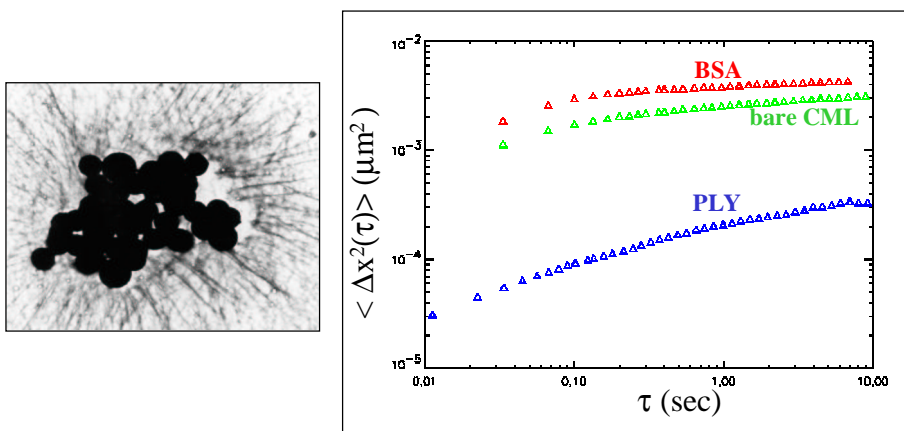 10⁻²
10⁻³
10⁻⁴
10⁻⁵
< Δx²(τ)> (μm²)
BSA
bare CML
PLY
0,01
0,10
1,00
10,00
τ (sec)